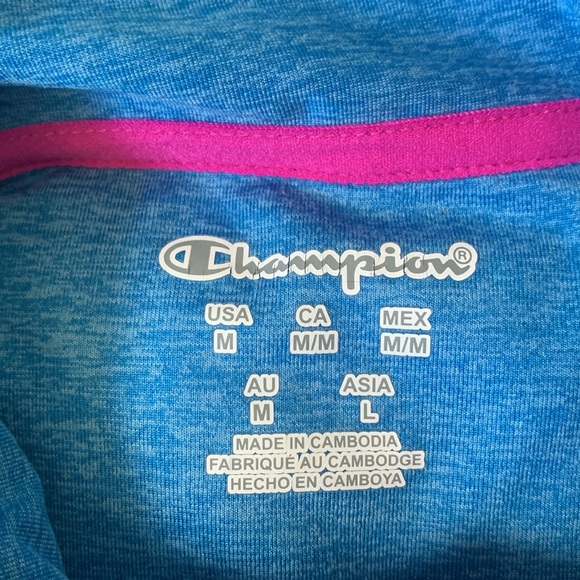 Champion®
USA CA MEX
M M/M M/M
AU ASIA
M L
MADE IN CAMBODIA
FABRIQUÉ AU CAMBODGE
HECHO EN CAMBOYA